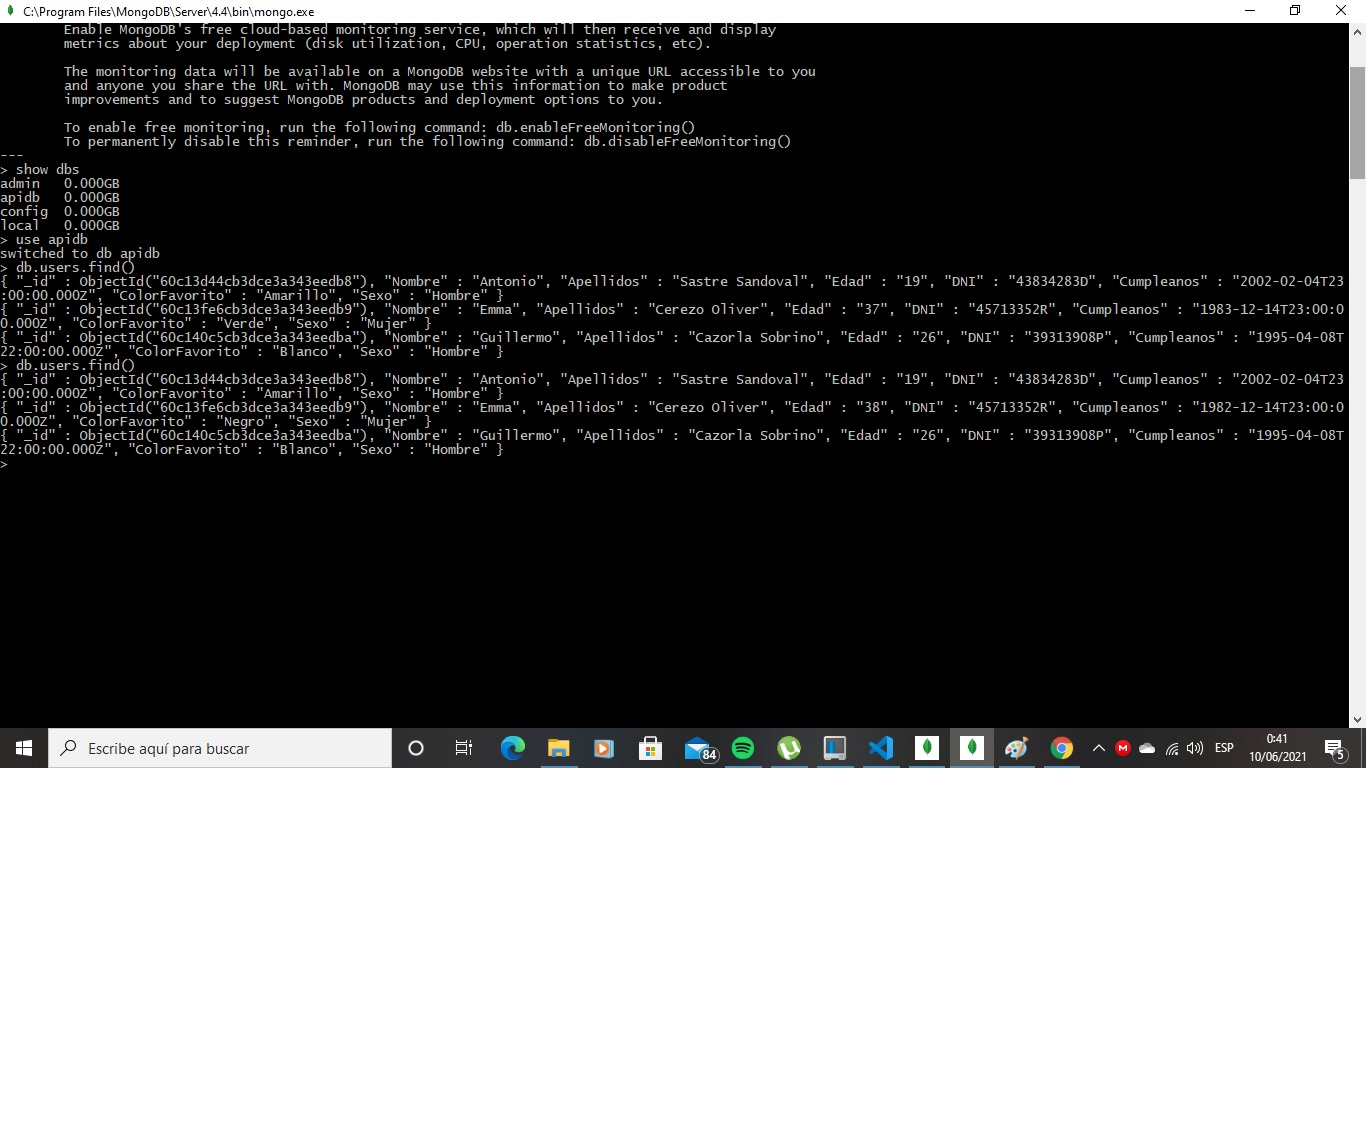 C:\Program Files\MongoDB\Server\4.4\bin\mongo.exe
Enable MongoDB's free cloud-based monitoring service, which will then receive and display
metrics about your deployment (disk utilization, CPU, operation statistics, etc).
The monitoring data will be available on a MongoDB website with a unique URL accessible to you
and anyone you share the URL with. MongoDB may use this information to make product
improvements and to suggest MongoDB products and deployment options to you.
To enable free monitoring, run the following command: db.enableFreeMonitoring()
To permanently disable this reminder, run the following command: db.disableFreeMonitoring()
---
> show dbs
admin   0.000GB
apidb   0.000GB
config  0.000GB
local   0.000GB
> use apidb
switched to db apidb
> db.users.find()
{ "_id" : ObjectId("60c13d44cb3dce3a343eedb8"), "Nombre" : "Antonio", "Apellidos" : "Sastre Sandoval", "Edad" : "19", "DNI" : "43834283D", "Cumpleanos" : "2002-02-04T23
:00:00.000Z", "ColorFavorito" : "Amarillo", "Sexo" : "Hombre" }
{ "_id" : ObjectId("60c13fe6cb3dce3a343eedb9"), "Nombre" : "Emma", "Apellidos" : "Cerezo Oliver", "Edad" : "37", "DNI" : "45713352R", "Cumpleanos" : "1983-12-14T23:00:0
0.000Z", "ColorFavorito" : "Verde", "Sexo" : "Mujer" }
{ "_id" : ObjectId("60c140c5cb3dce3a343eedba"), "Nombre" : "Guillermo", "Apellidos" : "Cazorla Sobrino", "Edad" : "26", "DNI" : "39313908P", "Cumpleanos" : "1995-04-08T
22:00:00.000Z", "ColorFavorito" : "Blanco", "Sexo" : "Hombre" }
> db.users.find()
{ "_id" : ObjectId("60c13d44cb3dce3a343eedb8"), "Nombre" : "Antonio", "Apellidos" : "Sastre Sandoval", "Edad" : "19", "DNI" : "43834283D", "Cumpleanos" : "2002-02-04T23
:00:00.000Z", "ColorFavorito" : "Amarillo", "Sexo" : "Hombre" }
{ "_id" : ObjectId("60c13fe6cb3dce3a343eedb9"), "Nombre" : "Emma", "Apellidos" : "Cerezo Oliver", "Edad" : "38", "DNI" : "45713352R", "Cumpleanos" : "1982-12-14T23:00:0
0.000Z", "ColorFavorito" : "Negro", "Sexo" : "Mujer" }
{ "_id" : ObjectId("60c140c5cb3dce3a343eedba"), "Nombre" : "Guillermo", "Apellidos" : "Cazorla Sobrino", "Edad" : "26", "DNI" : "39313908P", "Cumpleanos" : "1995-04-08T
22:00:00.000Z", "ColorFavorito" : "Blanco", "Sexo" : "Hombre" }
>
Escribe aquí para buscar
84
ESP
0:41
10/06/2021
5